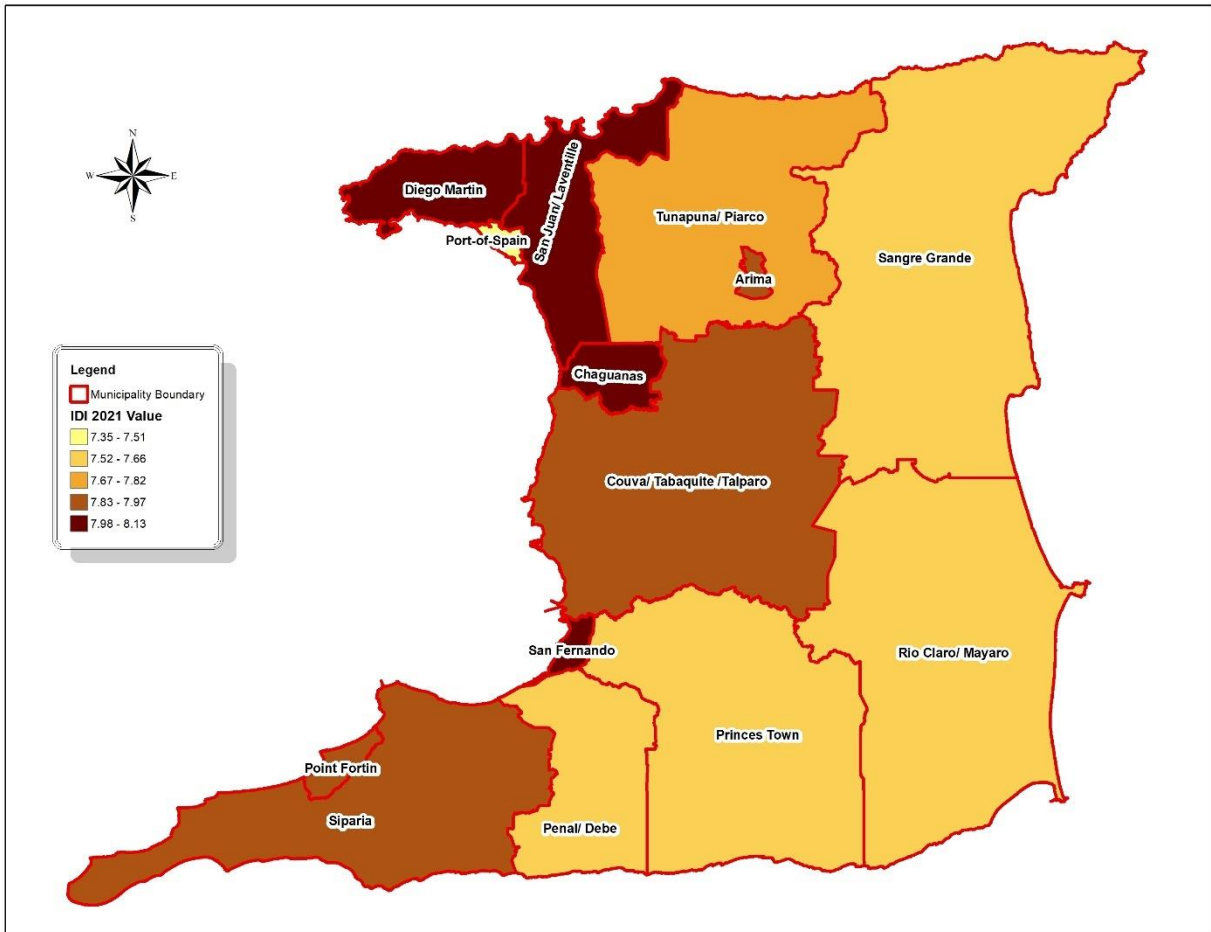 N
W E
S
Diego Martin
San Juan/ Laventille
Port-of-Spain
Tunapuna/ Piarco
Arima
Sangre Grande
Chaguanas
Legend
Municipality Boundary
IDI 2021 Value
7.35 - 7.51
7.52 - 7.66
7.67 - 7.82
7.83 - 7.97
7.98 - 8.13
Couva/ Tabaquite /Talparo
San Fernando
Rio Claro/ Mayaro
Princes Town
Point Fortin
Siparia
Penal/ Debe